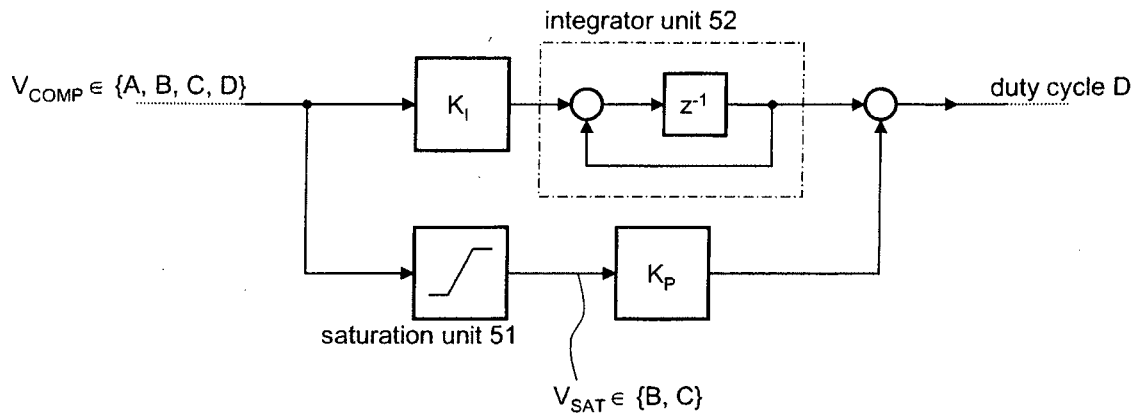 integrator unit 52
V_COMP ∈ {A, B, C, D}
K_I
z⁻¹
duty cycle D
K_P
saturation unit 51
V_SAT ∈ {B, C}